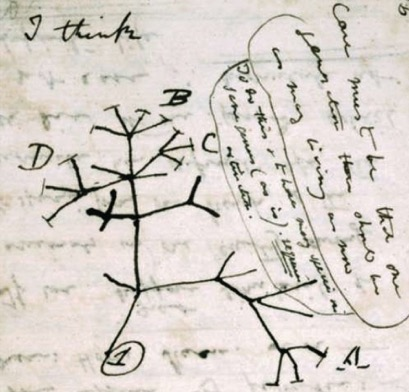 I think
B
C
D
A
1
Case must be that one
generation then should be
as many living as now
To do this & to have many species in
same genus (as is) requires
extinction.